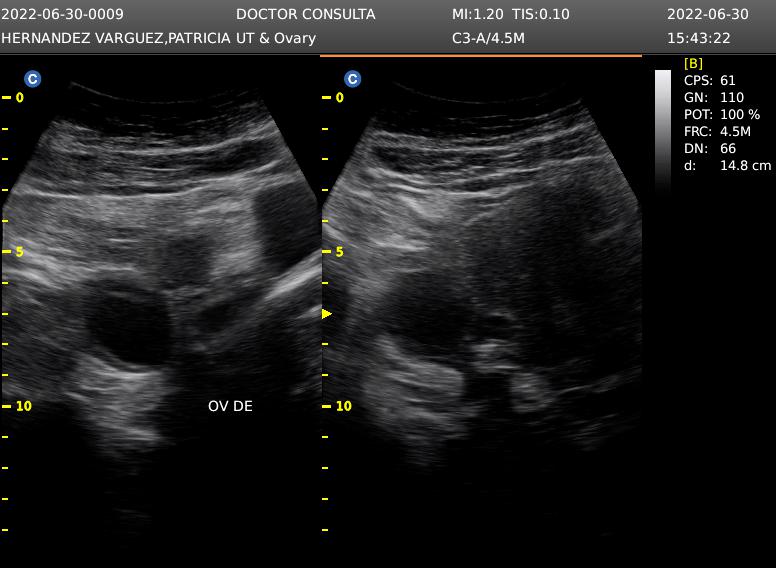 2022-06-30-0009 DOCTOR CONSULTA MI:1.20 TIS:0.10 2022-06-30
HERNANDEZ VARGUEZ,PATRICIA UT & Ovary C3-A/4.5M 15:43:22
[B]
CPS: 61
GN: 110
POT: 100 %
FRC: 4.5M
DN: 66
d: 14.8 cm
C
0
5
10
OV DE
C
0
5
10